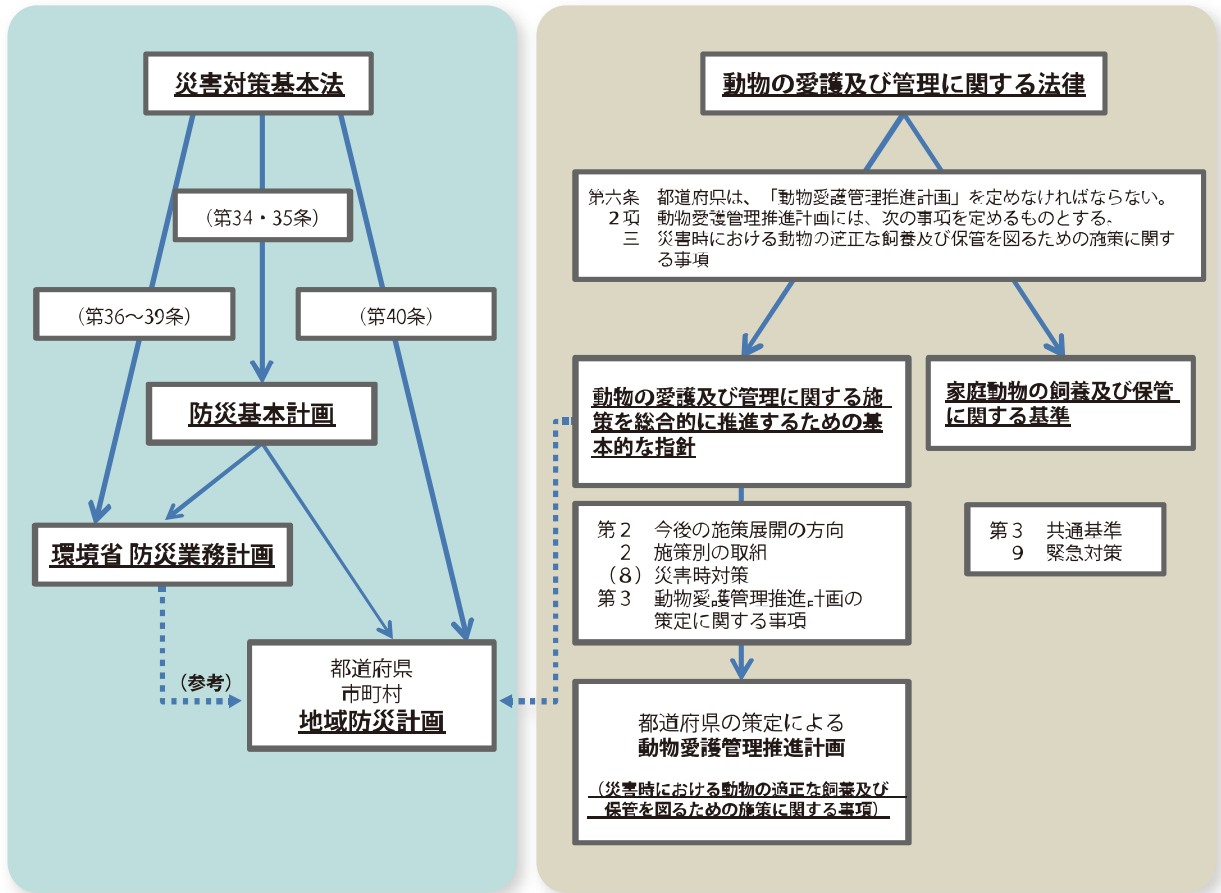 災害対策基本法
(第34・35条)
(第36〜39条)
(第40条)
防災基本計画
環境省 防災業務計画
(参考)
都道府県
市町村
地域防災計画
動物の愛護及び管理に関する法律
第六条 都道府県は、「動物愛護管理推進計画」を定めなければならない。
2項 動物愛護管理推進計画には、次の事項を定めるものとする。
三 災害時における動物の適正な飼養及び保管を図るための施策に関す
る事項
動物の愛護及び管理に関する施
策を総合的に推進するための基
本的な指針
家庭動物の飼養及び保管
に関する基準
第2 今後の施策展開の方向
2 施策別の取組
(8)災害時対策
第3 動物愛護管理推進計画の
策定に関する事項
第3 共通基準
9 緊急対策
都道府県の策定による
動物愛護管理推進計画
(災害時における動物の適正な飼養及び
保管を図るための施策に関する事項)